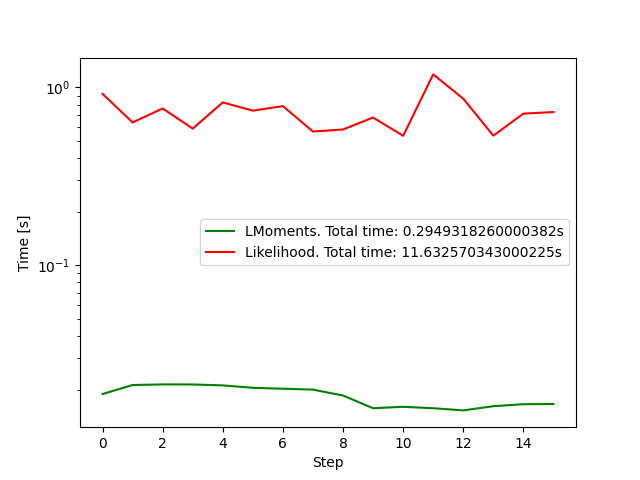 10⁰
10⁻¹
Time [s]
LMoments. Total time: 0.2949318260000382s
Likelihood. Total time: 11.632570343000225s
0 2 4 6 8 10 12 14
Step